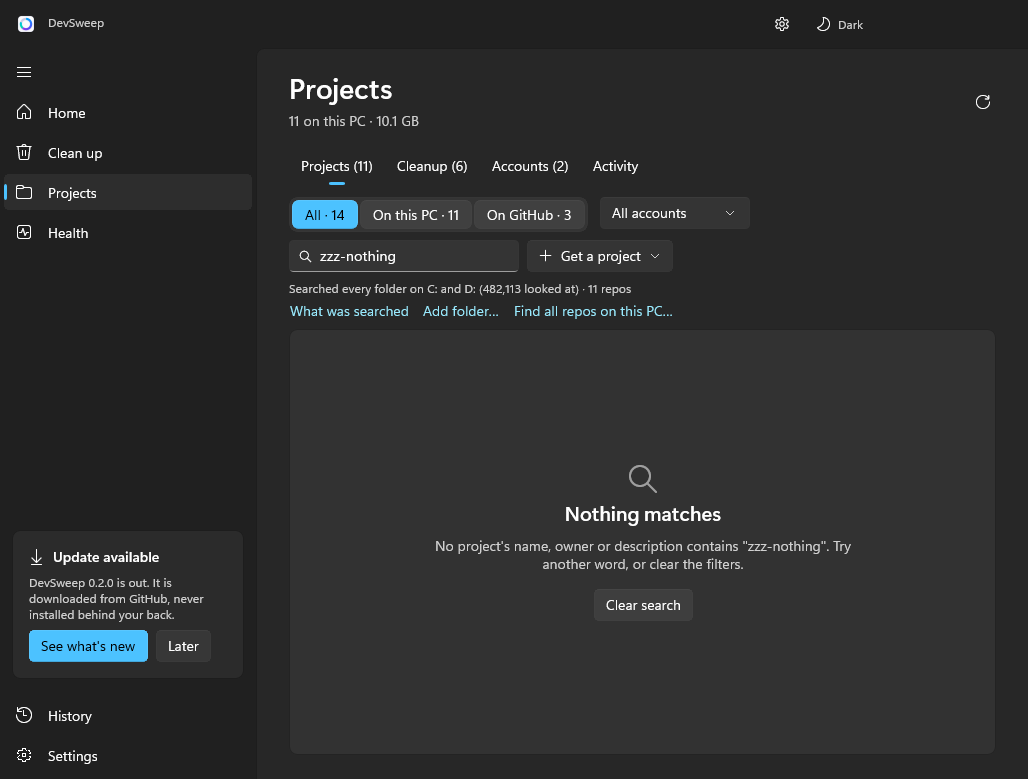 DevSweep
Dark
Home
Clean up
Projects
Health
Projects
11 on this PC · 10.1 GB
Projects (11) Cleanup (6) Accounts (2) Activity
All · 14 On this PC · 11 On GitHub · 3 All accounts
zzz-nothing Get a project
Searched every folder on C: and D: (482,113 looked at) · 11 repos
What was searched Add folder... Find all repos on this PC...
Nothing matches
No project's name, owner or description contains "zzz-nothing". Try
another word, or clear the filters.
Clear search
Update available
DevSweep 0.2.0 is out. It is
downloaded from GitHub, never
installed behind your back.
See what's new Later
History
Settings